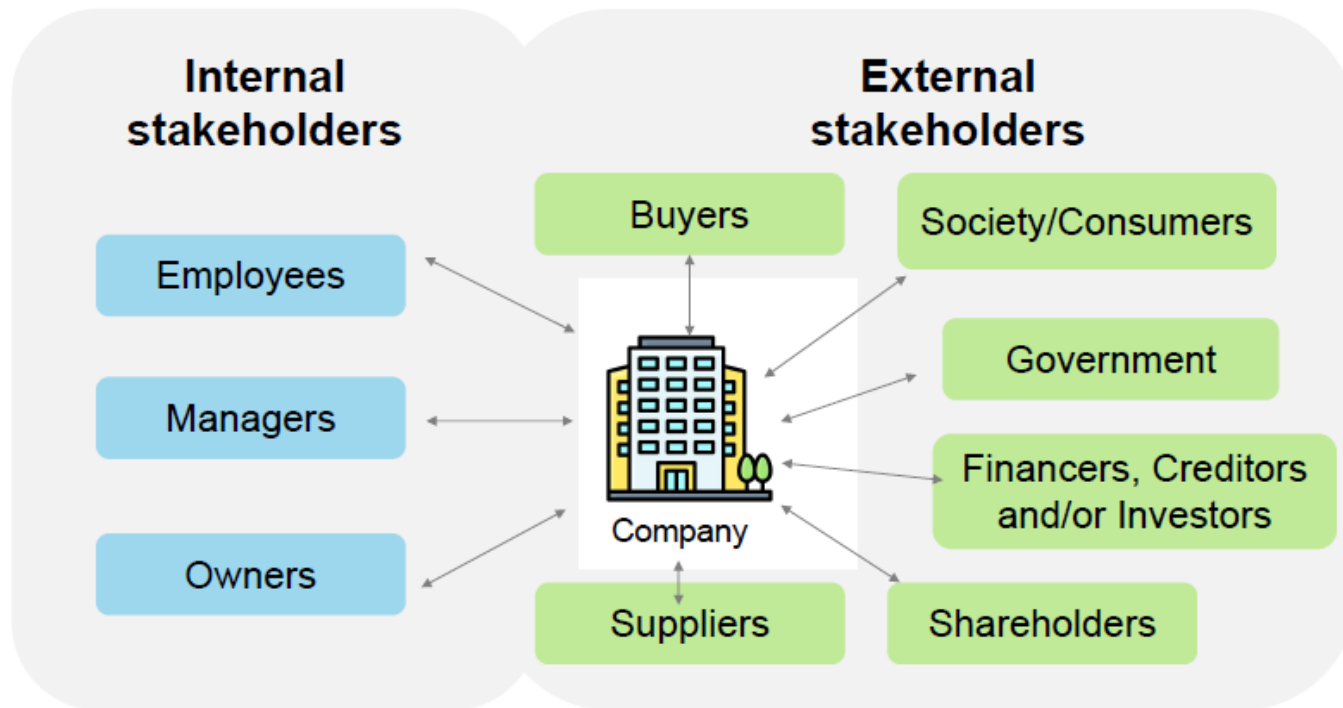 Internal
stakeholders
External
stakeholders
Buyers
Society/Consumers
Employees
Government
Managers
Financers, Creditors
and/or Investors
Company
Owners
Suppliers
Shareholders